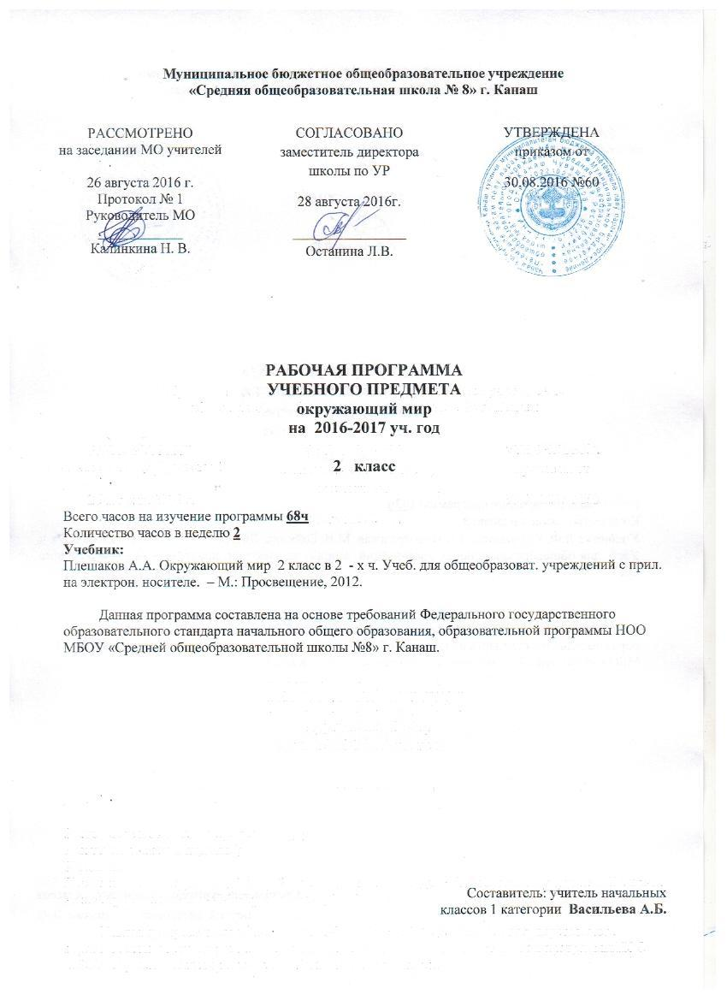 Муниципальное бюджетное общеобразовательное учреждение
«Средняя общеобразовательная школа № 8» г. Канаш
РАССМОТРЕНО
на заседании МО учителей
26 августа 2016 г.
Протокол № 1
Руководитель МО
Калинкина Н. В.
СОГЛАСОВАНО
заместитель директора
школы по УР
28 августа 2016г.
Останина Л.В.
УТВЕРЖДЕНА
приказом от
30.08.2016 №60
РАБОЧАЯ ПРОГРАММА
УЧЕБНОГО ПРЕДМЕТА
окружающий мир
на 2016-2017 уч. год
2 класс
Всего часов на изучение программы 68ч
Количество часов в неделю 2
Учебник:
Плешаков А.А. Окружающий мир 2 класс в 2 - х ч. Учеб. для общеобразоват. учреждений с прил.
на электрон. носителе. – М.: Просвещение, 2012.
Данная программа составлена на основе требований Федерального государственного
образовательного стандарта начального общего образования, образовательной программы НОО
МБОУ «Средней общеобразовательной школы №8» г. Канаш.
Составитель: учитель начальных
классов 1 категории Васильева А.Б.